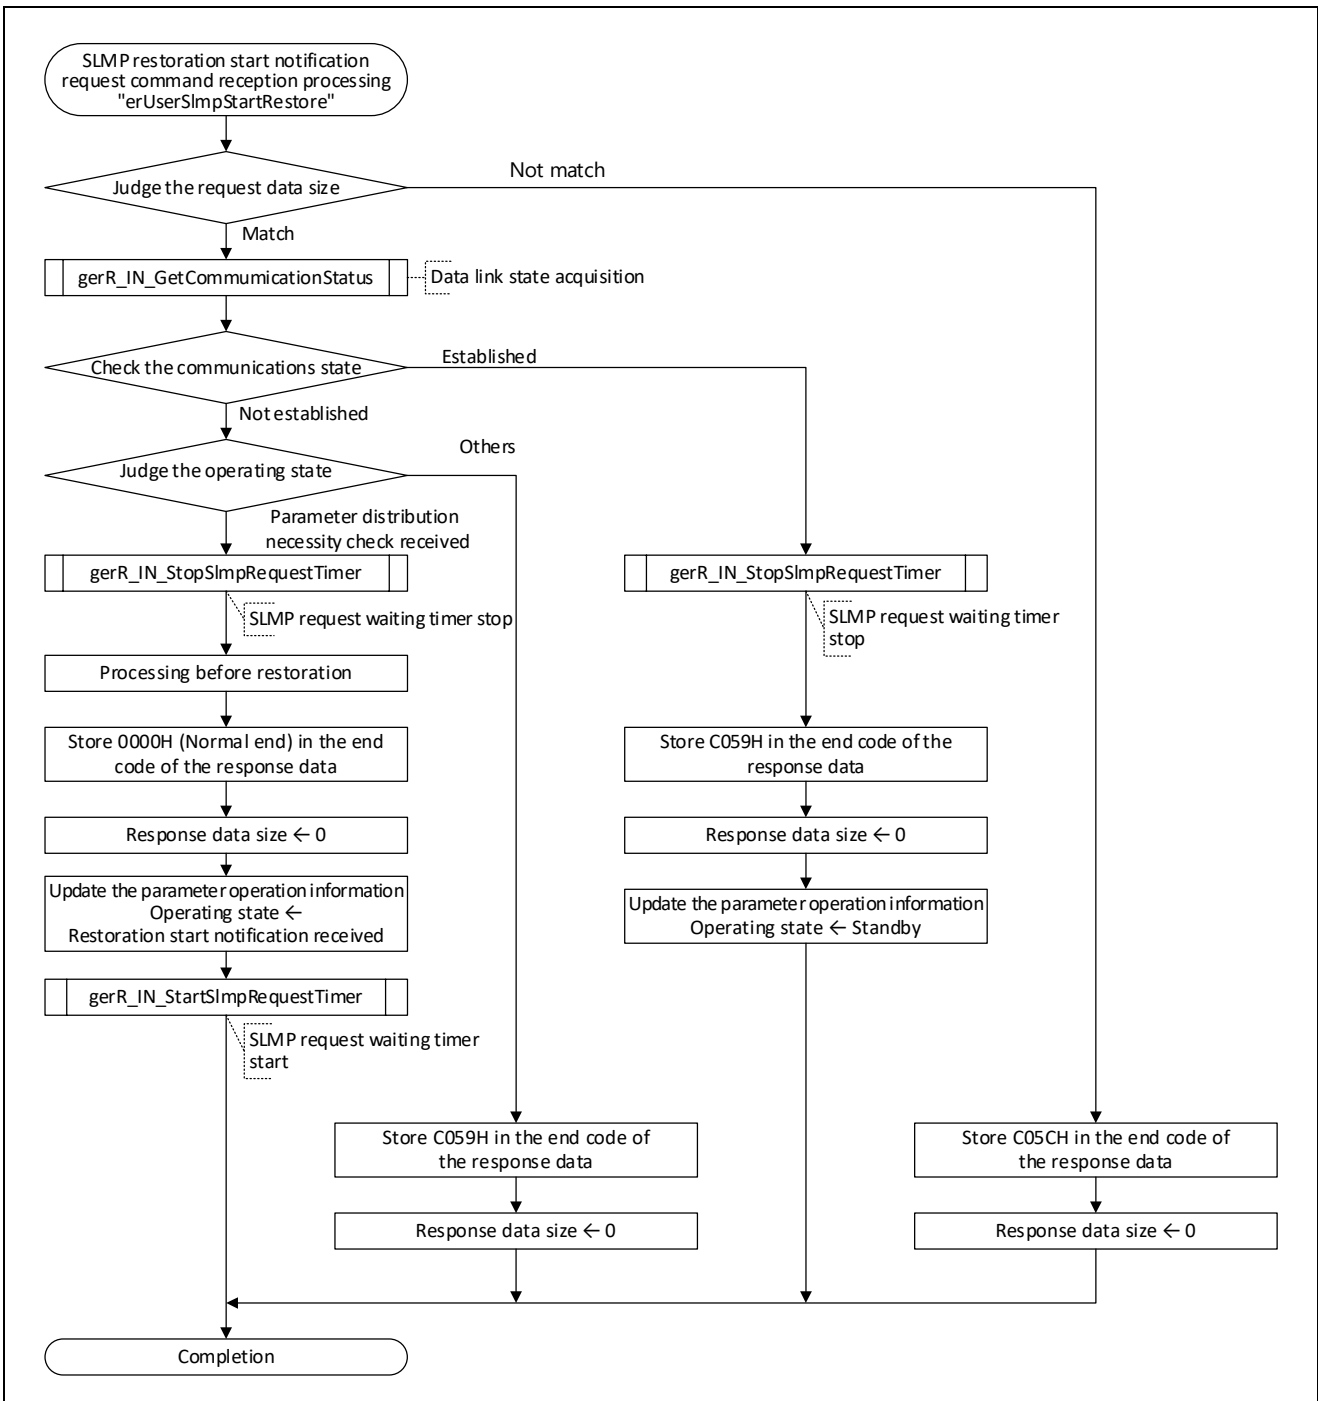 SLMP restoration start notification
request command reception processing
"erUserSlmpStartRestore"
Judge the request data size
Not match
Match
gerR_IN_GetCommumicationStatus
Data link state acquisition
Check the communications state
Established
Not established
Judge the operating state
Others
Parameter distribution
necessity check received
gerR_IN_StopSlmpRequestTimer
SLMP request waiting timer stop
gerR_IN_StopSlmpRequestTimer
SLMP request waiting timer
stop
Processing before restoration
Store 0000H (Normal end) in the end
code of the response data
Store C059H in the end code of the
response data
Response data size ← 0
Response data size ← 0
Update the parameter operation information
Operating state ←
Restoration start notification received
Update the parameter operation information
Operating state ← Standby
gerR_IN_StartSlmpRequestTimer
SLMP request waiting timer
start
Store C059H in the end code of
the response data
Store C05CH in the end code of
the response data
Response data size ← 0
Response data size ← 0
Completion